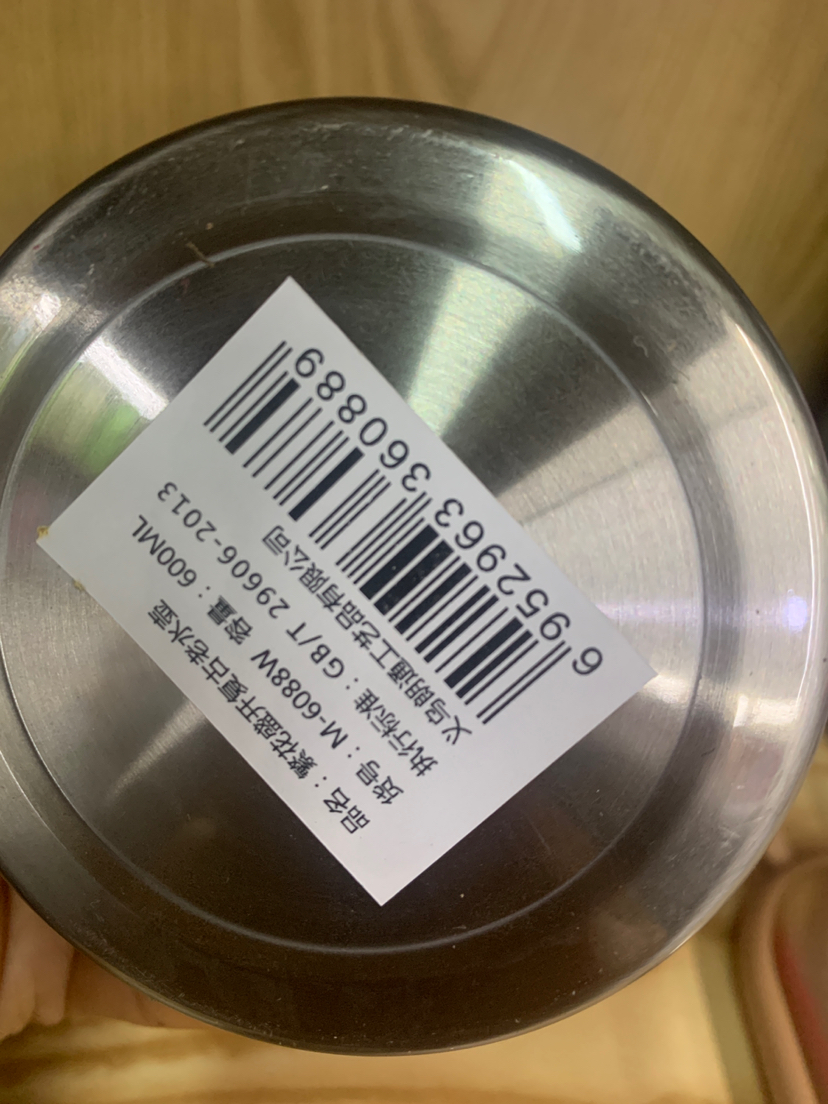 品名：繁花盛开复古老水壶
货号：M-6088W 容量：600ML
执行标准：GB/T 29606-2013
义乌朗通工艺品有限公司
6 952963 360889